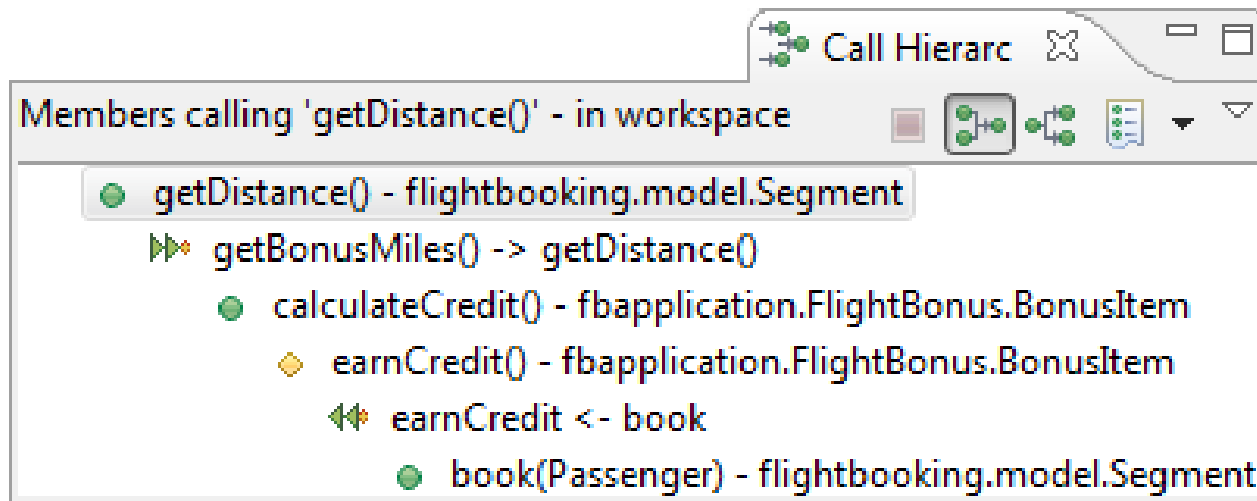 Call Hierarc
Members calling 'getDistance()' - in workspace
getDistance() - flightbooking.model.Segment
getBonusMiles() -> getDistance()
calculateCredit() - fbapplication.FlightBonus.BonusItem
earnCredit() - fbapplication.FlightBonus.BonusItem
earnCredit <- book
book(Passenger) - flightbooking.model.Segment